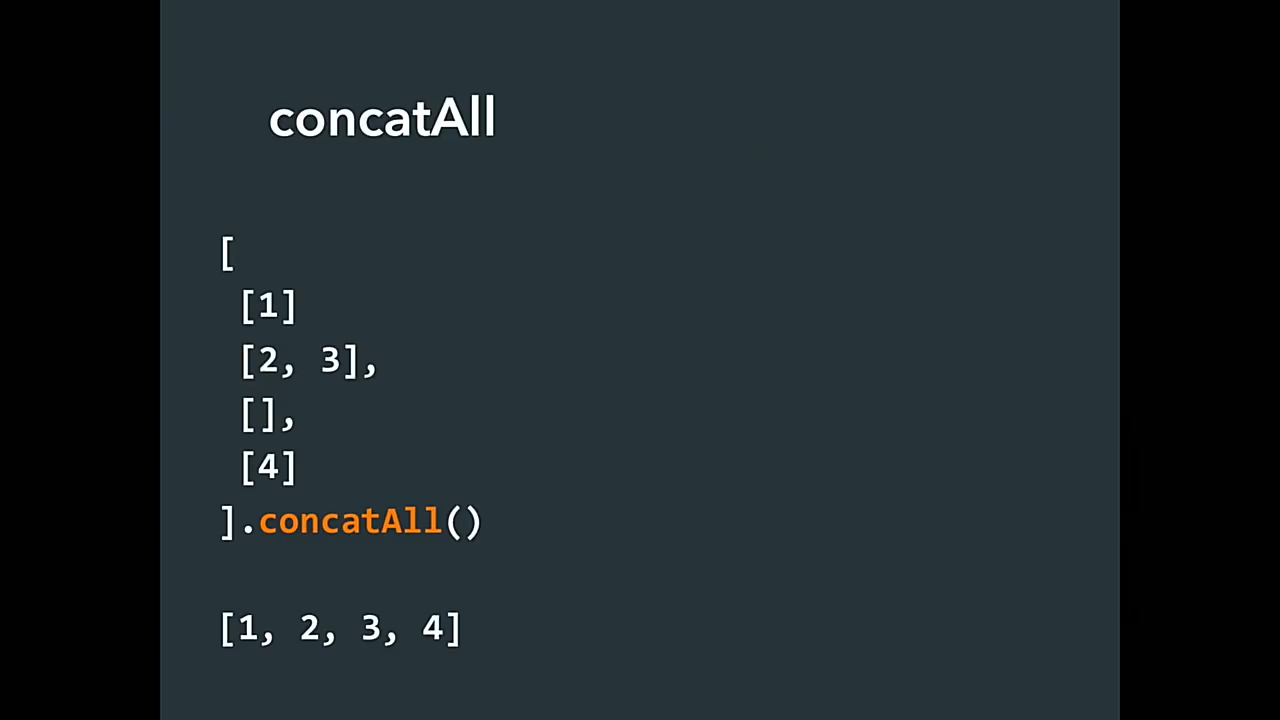 concatAll
[
[1]
[2, 3],
[],
[4]
].concatAll()
[1, 2, 3, 4]